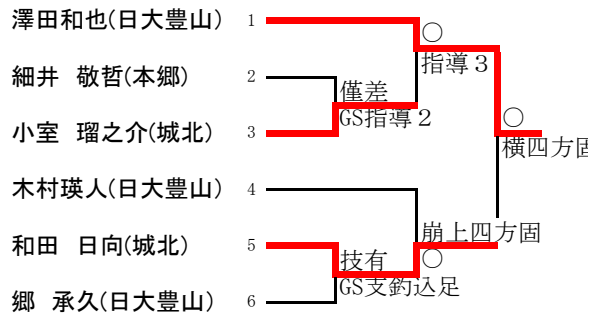 澤田和也(日大豊山) 1
○
指導３
細井 敬哲(本郷) 2
僅差
GS指導２
○
小室 瑠之介(城北) 3
横四方固
木村瑛人(日大豊山) 4
崩上四方固
和田 日向(城北) 5
技有
○
GS支釣込足
郷 承久(日大豊山) 6